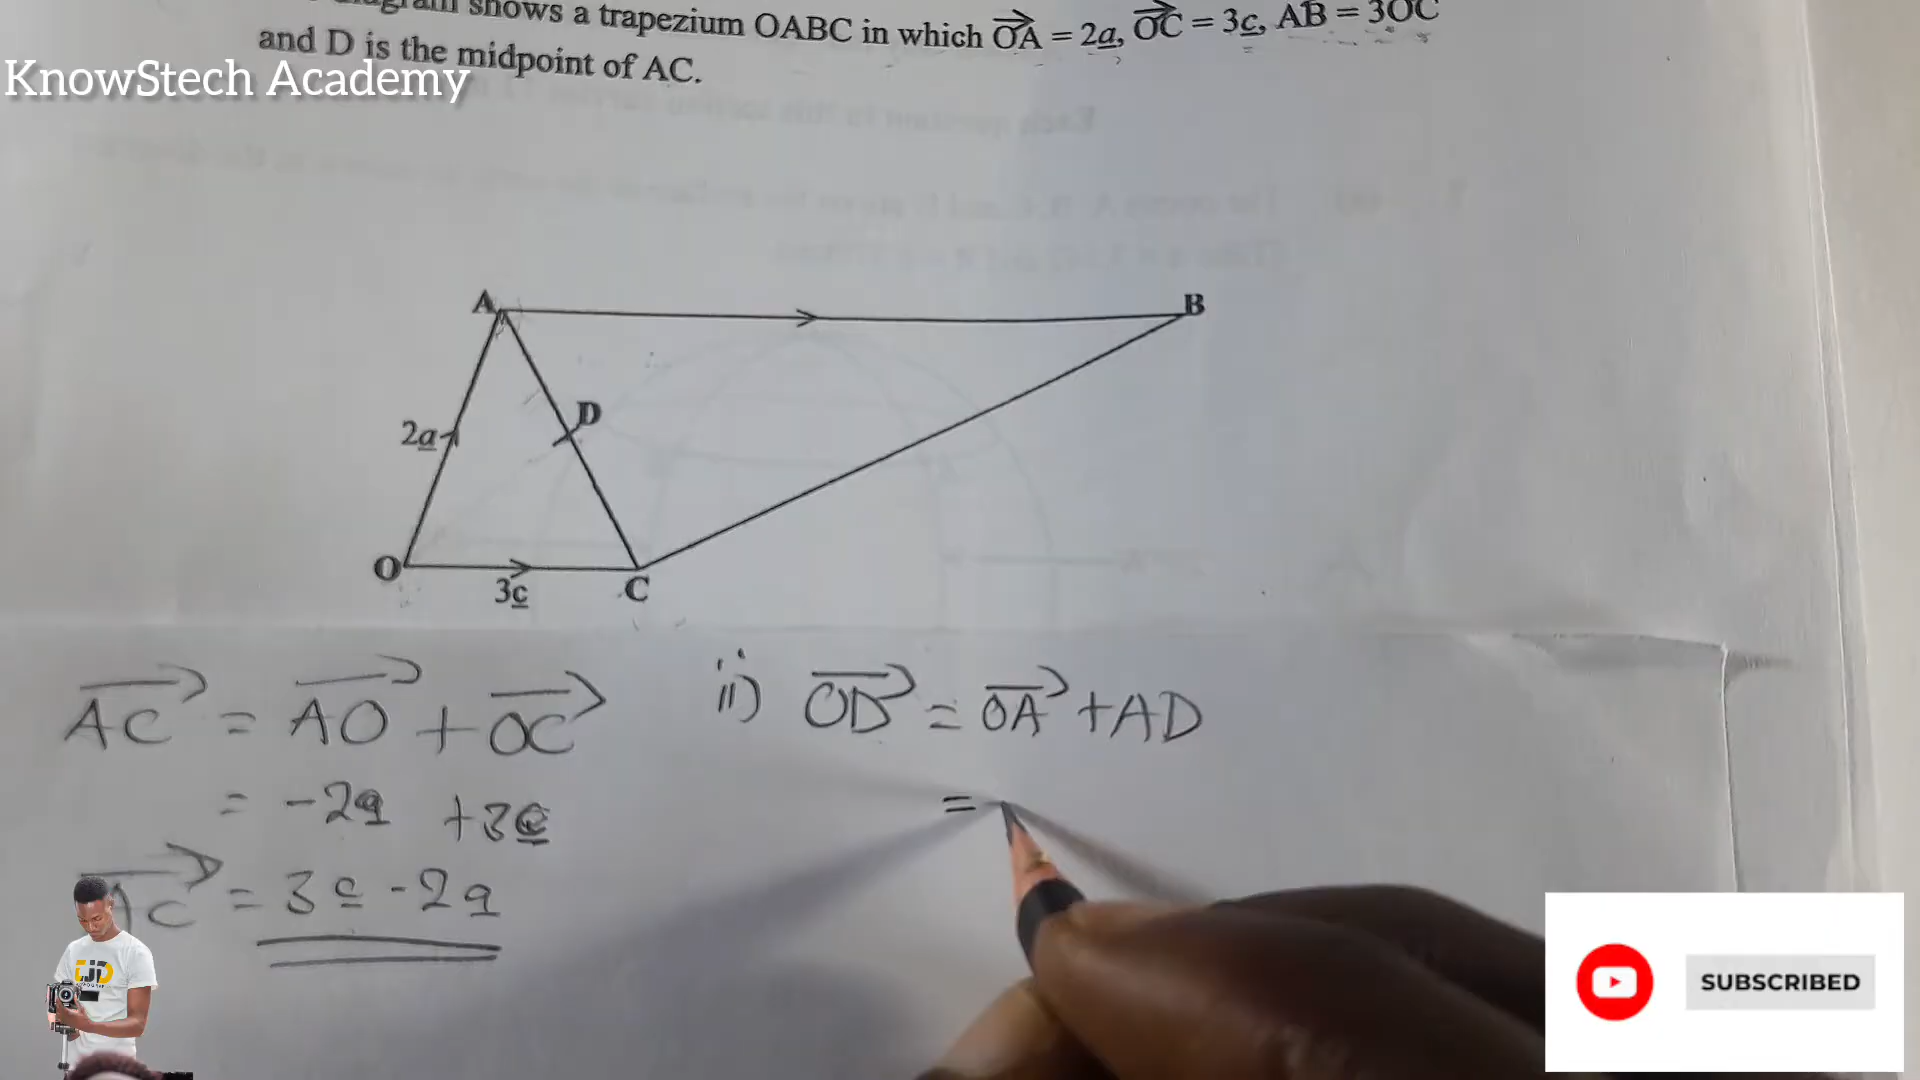 diagram shows a trapezium OABC in which OA = 2a, OC = 3c, AB = 3OC
and D is the midpoint of AC.
KnowStech Academy
A
B
D
2a
O
3c
C
AC = AO + OC
= -2a + 3c
AC = 3c - 2a
ii) OD = OA + AD
=
SUBSCRIBED